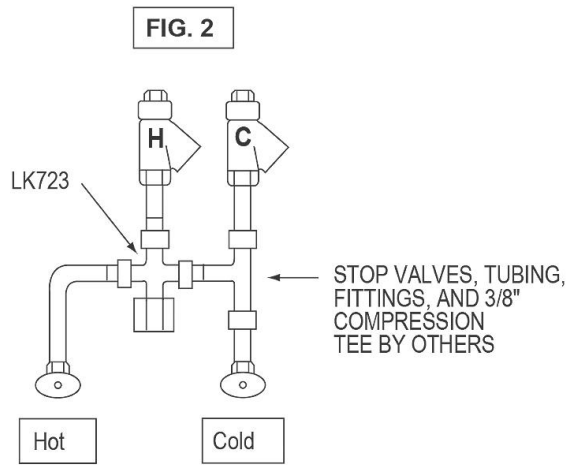 FIG. 2
H
C
LK723
STOP VALVES, TUBING,
FITTINGS, AND 3/8"
COMPRESSION
TEE BY OTHERS
Hot
Cold